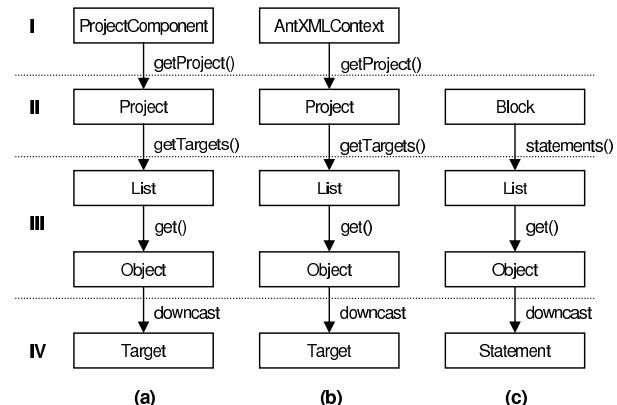 I ProjectComponent AntXMLContext
getProject() getProject()
II Project Project Block
getTargets() getTargets() statements()
List List List
III get() get() get()
Object Object Object
downcast downcast downcast
IV Target Target Statement
(a) (b) (c)